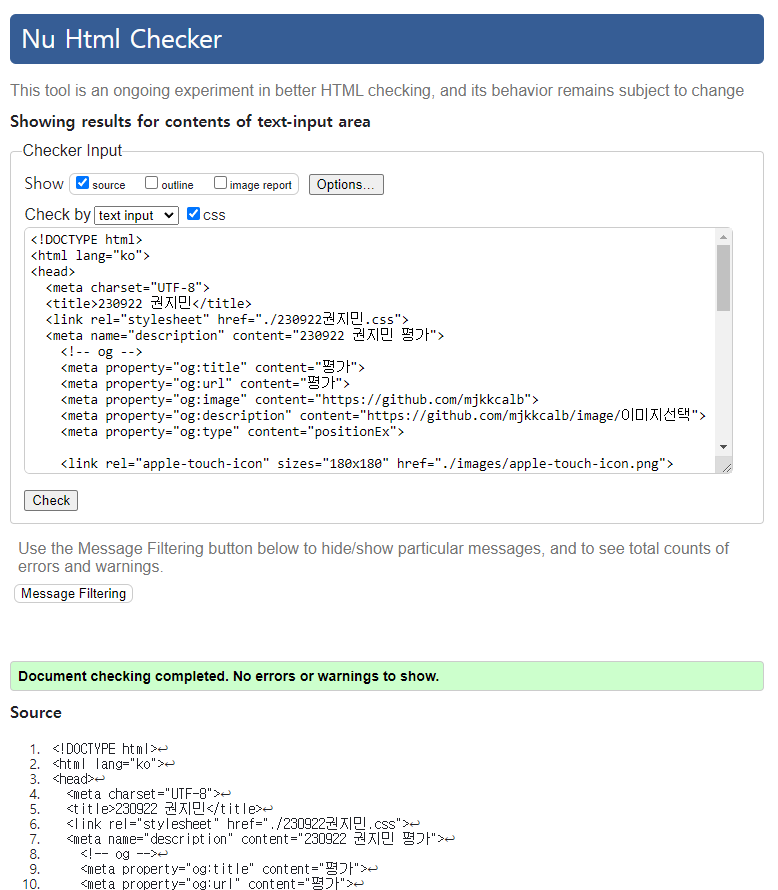 Nu Html Checker
This tool is an ongoing experiment in better HTML checking, and its behavior remains subject to change
Showing results for contents of text-input area
Checker Input
Show source outline image report Options...
Check by text input css
<!DOCTYPE html>
<html lang="ko">
<head>
<meta charset="UTF-8">
<title>230922 권지민</title>
<link rel="stylesheet" href="./230922권지민.css">
<meta name="description" content="230922 권지민 평가">
<!-- og -->
<meta property="og:title" content="평가">
<meta property="og:url" content="평가">
<meta property="og:image" content="https://github.com/mjkkcalb">
<meta property="og:description" content="https://github.com/mjkkcalb/image/이미지선택">
<meta property="og:type" content="positionEx">
<link rel="apple-touch-icon" sizes="180x180" href="./images/apple-touch-icon.png">
Check
Use the Message Filtering button below to hide/show particular messages, and to see total counts of
errors and warnings.
Message Filtering
Document checking completed. No errors or warnings to show.
Source
1. <!DOCTYPE html>↩
2. <html lang="ko">↩
3. <head>↩
4. <meta charset="UTF-8">↩
5. <title>230922 권지민</title>↩
6. <link rel="stylesheet" href="./230922권지민.css">↩
7. <meta name="description" content="230922 권지민 평가">↩
8. <!-- og -->↩
9. <meta property="og:title" content="평가">↩
10. <meta property="og:url" content="평가">↩